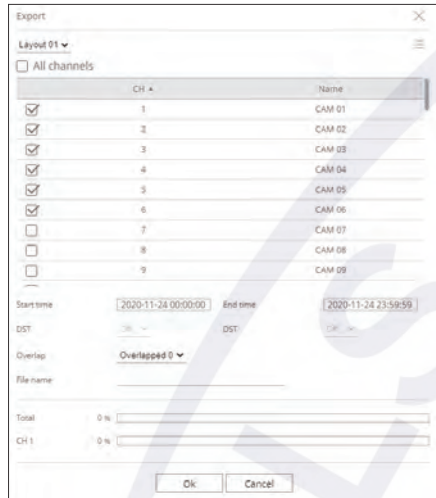 Export
Layout 01
All channels
CH Name
1 CAM 01
2 CAM 02
3 CAM 03
4 CAM 04
5 CAM 05
6 CAM 06
7 CAM 07
8 CAM 08
9 CAM 09
Start time 2020-11-24 00:00:00 End time 2020-11-24 23:59:59
DST Off DST Off
Overlap Overlapped 0
File name
Total 0 %
CH 1 0 %
Ok Cancel